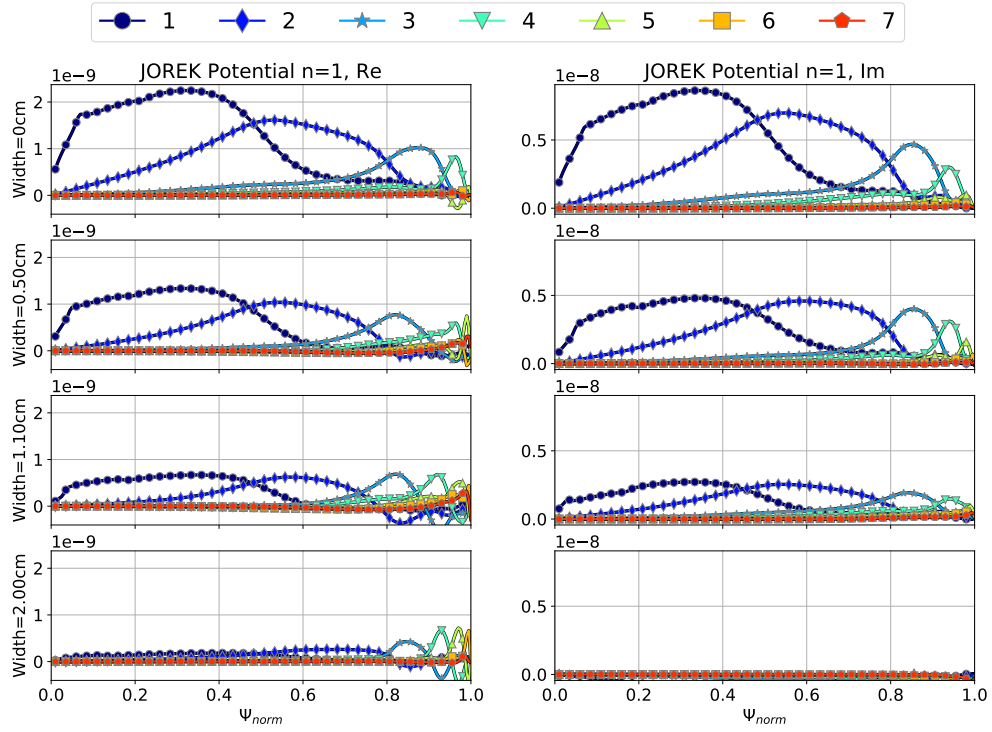 1 2 3 4 5 6 7
JOREK Potential n=1, Re
JOREK Potential n=1, Im
1e−9
1e−8
Width=0cm
2
1
0
0.5
0.0
1e−9
1e−8
Width=0.50cm
2
1
0
0.5
0.0
1e−9
1e−8
Width=1.10cm
2
1
0
0.5
0.0
1e−9
1e−8
Width=2.00cm
2
1
0
0.5
0.0
0.0 0.2 0.4 0.6 0.8 1.0
0.0 0.2 0.4 0.6 0.8 1.0
Ψnorm
Ψnorm